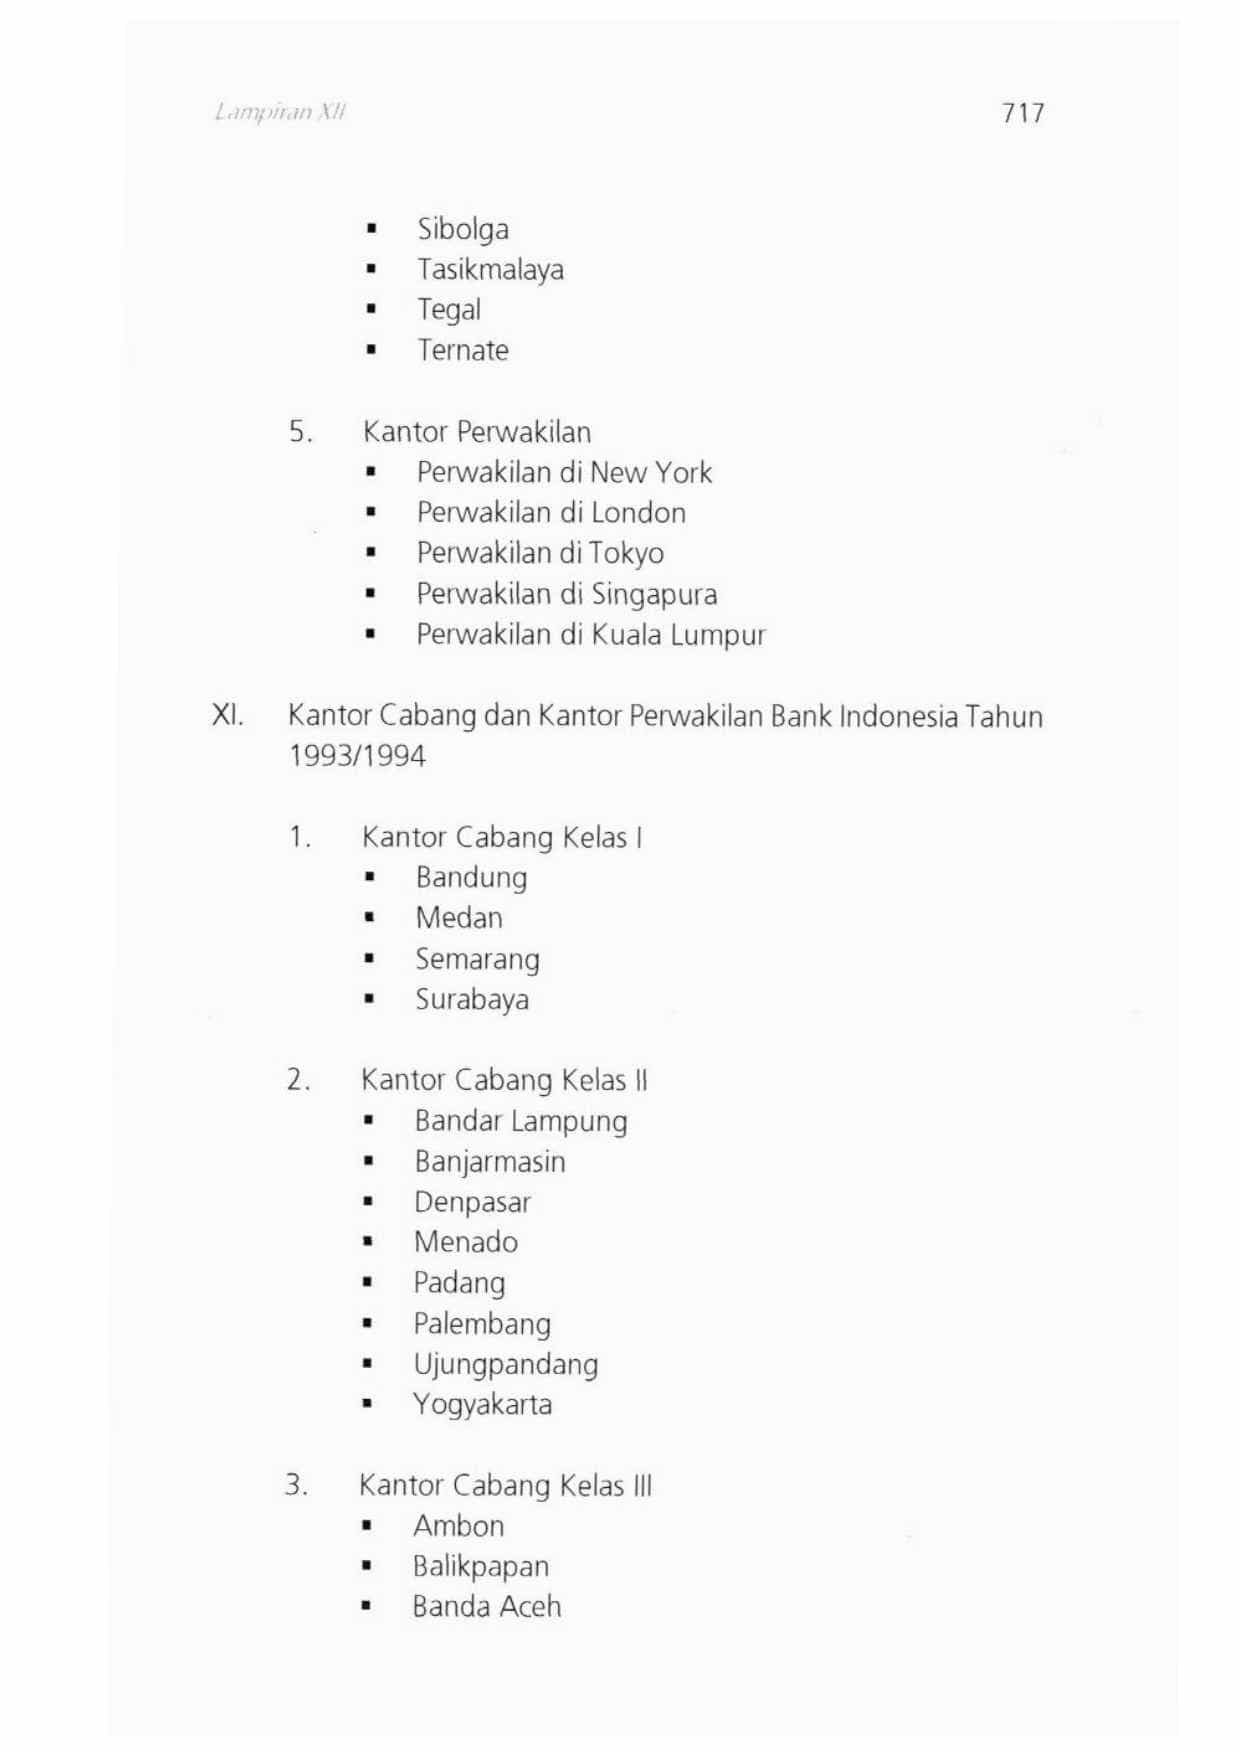 Lampiran XII 717
▪ Sibolga
▪ Tasikmalaya
▪ Tegal
▪ Ternate
5. Kantor Perwakilan
▪ Perwakilan di New York
▪ Perwakilan di London
▪ Perwakilan di Tokyo
▪ Perwakilan di Singapura
▪ Perwakilan di Kuala Lumpur
XI. Kantor Cabang dan Kantor Perwakilan Bank Indonesia Tahun
1993/1994
1. Kantor Cabang Kelas I
▪ Bandung
▪ Medan
▪ Semarang
▪ Surabaya
2. Kantor Cabang Kelas II
▪ Bandar Lampung
▪ Banjarmasin
▪ Denpasar
▪ Menado
▪ Padang
▪ Palembang
▪ Ujungpandang
▪ Yogyakarta
3. Kantor Cabang Kelas III
▪ Ambon
▪ Balikpapan
▪ Banda Aceh